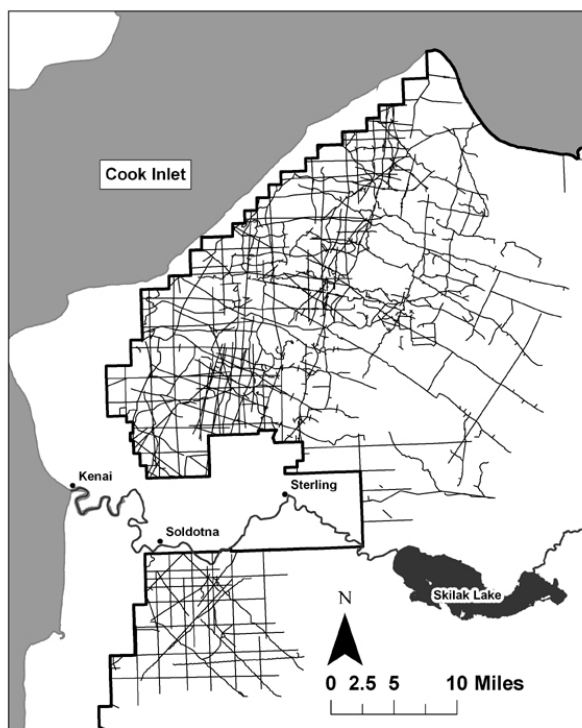 Cook Inlet
Kenai
Sterling
Soldotna
Skilak Lake
N
0 2.5 5 10 Miles